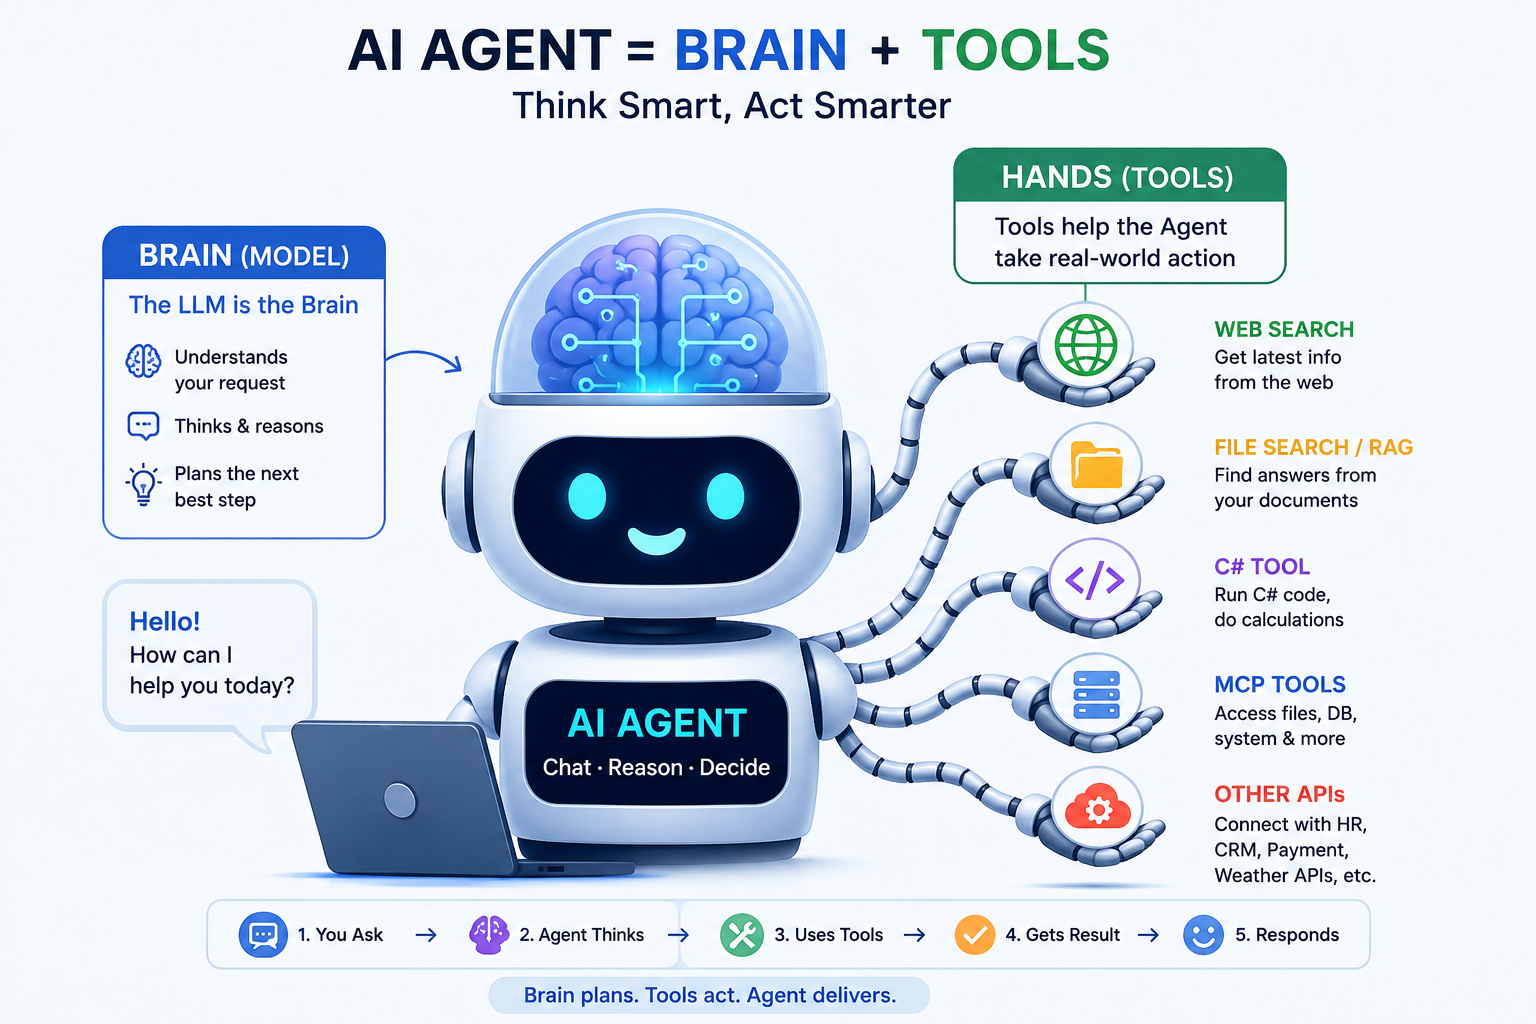 AI AGENT = BRAIN + TOOLS
Think Smart, Act Smarter
BRAIN (MODEL)
The LLM is the Brain
Understands
your request
Thinks & reasons
Plans the next
best step
Hello!
How can I
help you today?
AI AGENT
Chat · Reason · Decide
HANDS (TOOLS)
Tools help the Agent
take real-world action
WEB SEARCH
Get latest info
from the web
FILE SEARCH / RAG
Find answers from
your documents
</>
C# TOOL
Run C# code,
do calculations
MCP TOOLS
Access files, DB,
system & more
OTHER APIs
Connect with HR,
CRM, Payment,
Weather APIs, etc.
1. You Ask → 2. Agent Thinks → 3. Uses Tools → 4. Gets Result → 5. Responds
Brain plans. Tools act. Agent delivers.